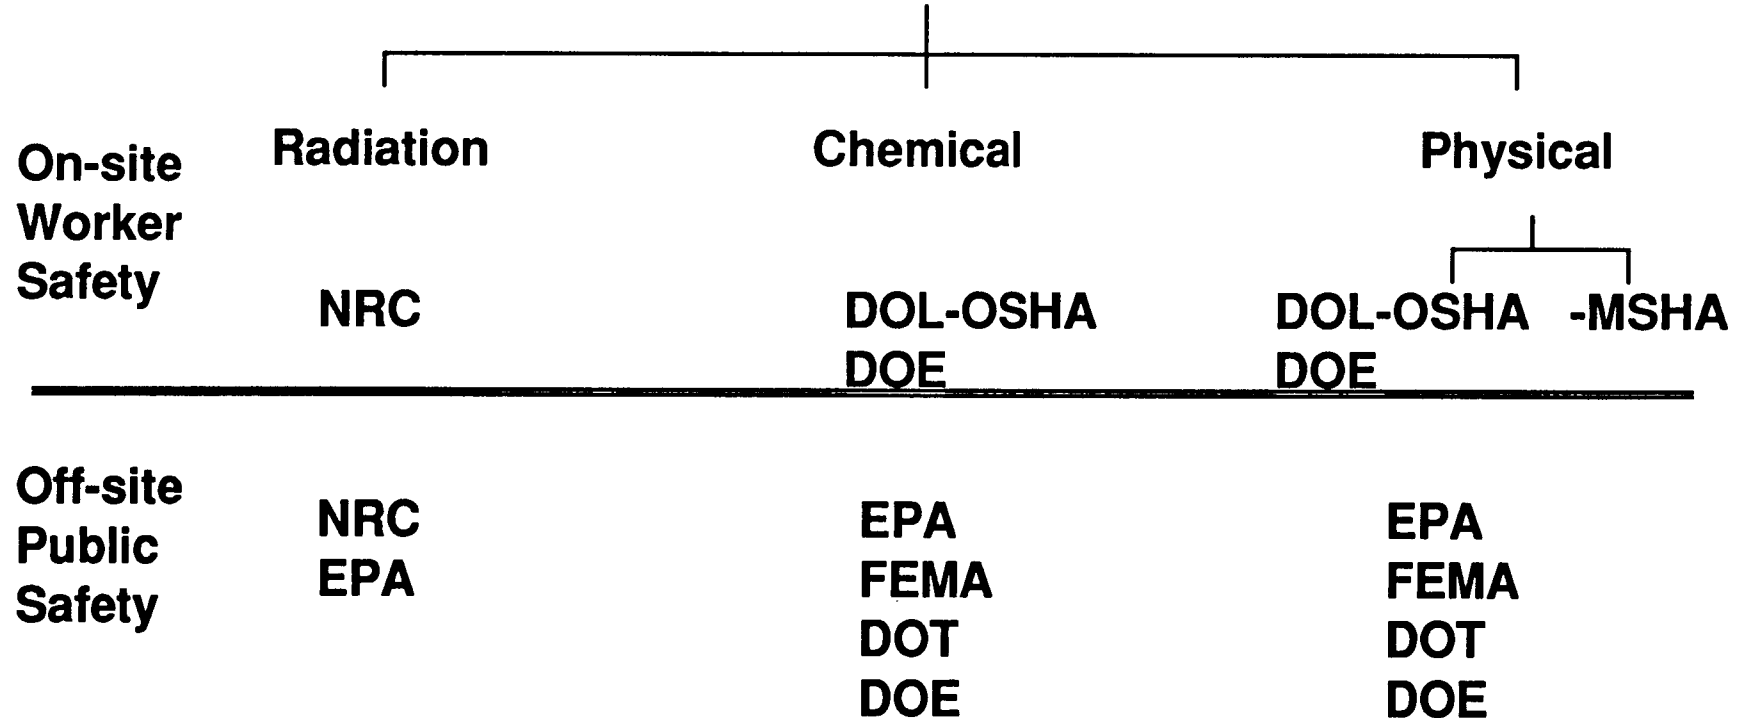 Radiation Chemical Physical
On-site
Worker
Safety
NRC DOL-OSHA DOL-OSHA -MSHA
DOE DOE
Off-site
Public
Safety
NRC EPA EPA
EPA FEMA FEMA
DOT DOT
DOE DOE